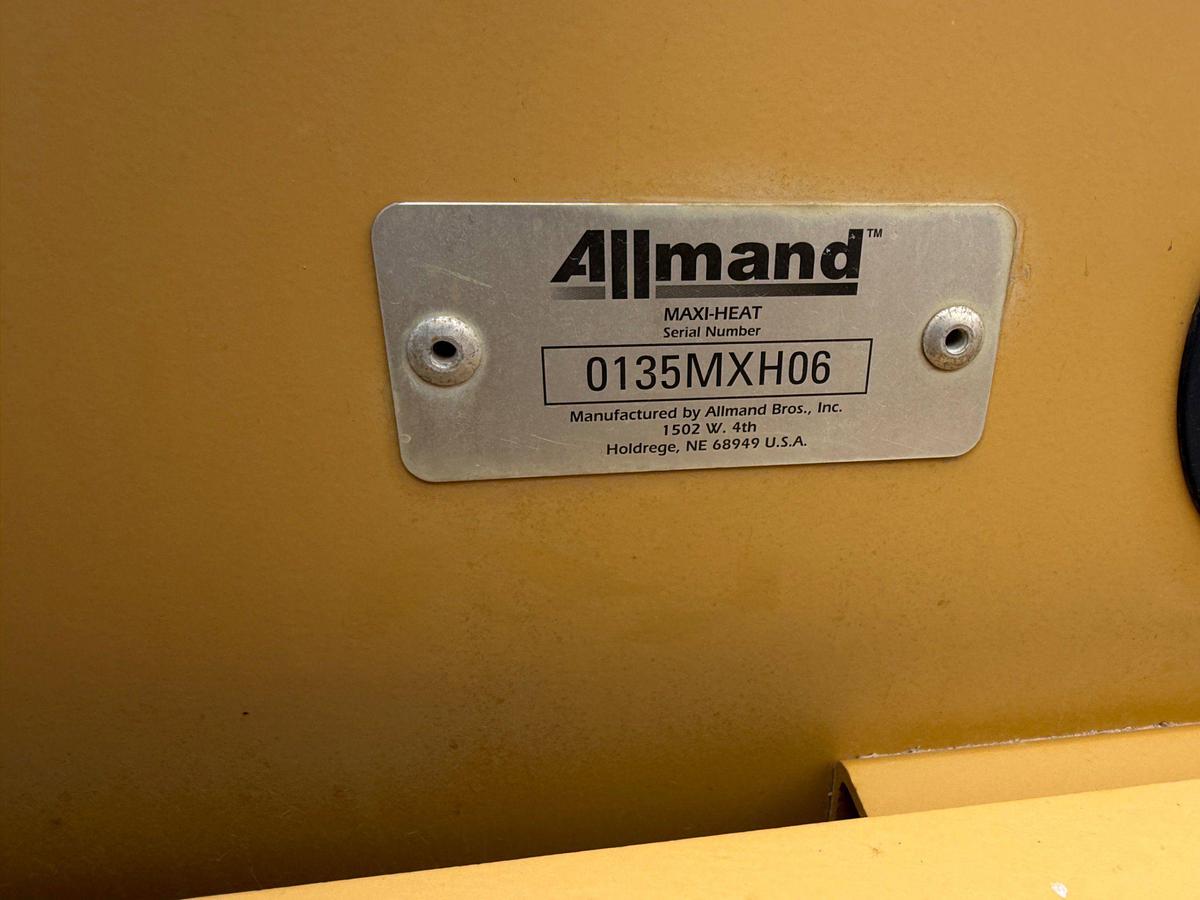 Allmand™
MAXI-HEAT
Serial Number
0135MXH06
Manufactured by Allmand Bros., Inc.
1502 W. 4th
Holdrege, NE 68949 U.S.A.